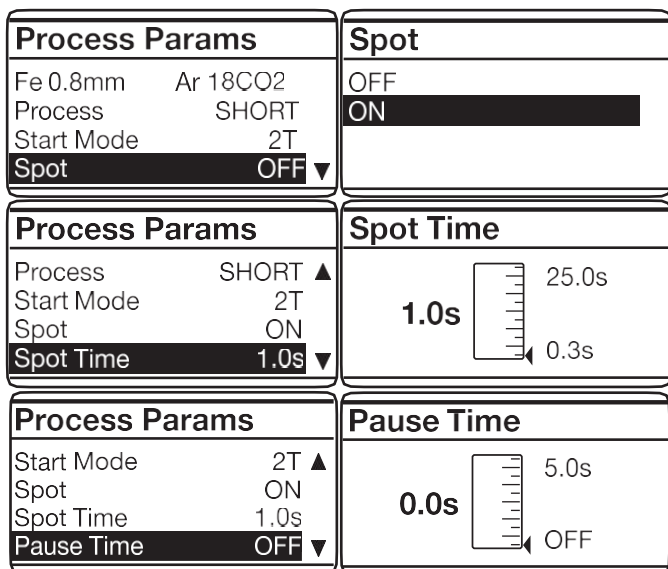 Process Params
Fe 0.8mm Ar 18CO2
Process SHORT
Start Mode 2T
Spot OFF ▼
Spot
OFF
ON
Process Params
Process SHORT ▲
Start Mode 2T
Spot ON
Spot Time 1.0s ▼
Spot Time
25.0s
1.0s
0.3s
Process Params
Start Mode 2T ▲
Spot ON
Spot Time 1.0s
Pause Time OFF ▼
Pause Time
5.0s
0.0s
OFF